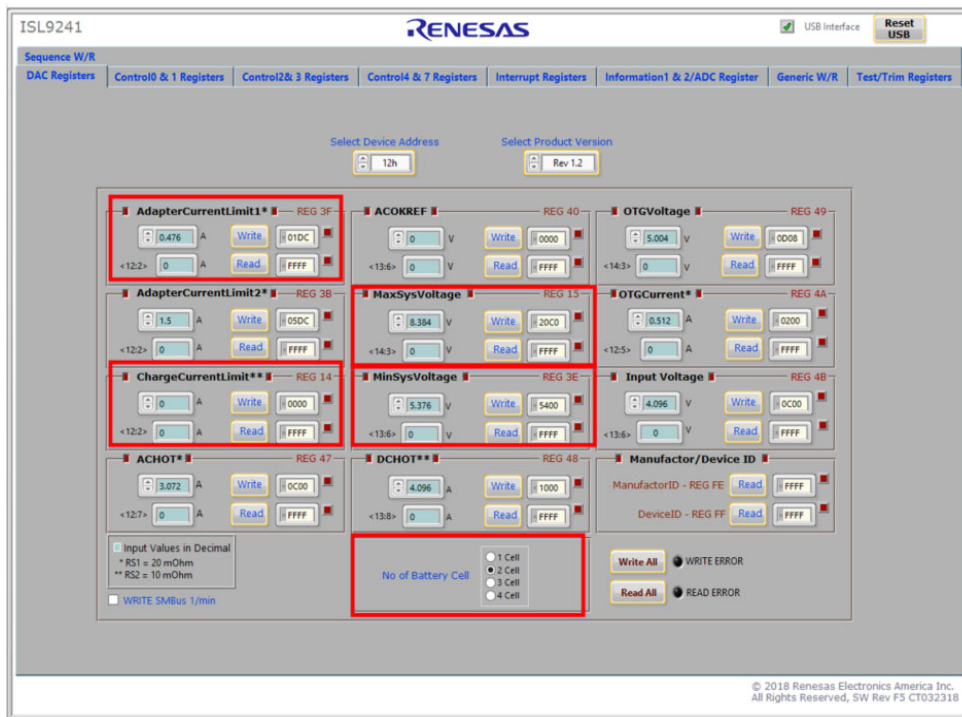 ISL9241
RENESAS
USB Interface
Reset USB
Sequence W/R
DAC Registers
Control0 & 1 Registers
Control2& 3 Registers
Control4 & 7 Registers
Interrupt Registers
Information1 & 2/ADC Register
Generic W/R
Test/Trim Registers
Select Device Address
Select Product Version
12h
Rev 1.2
AdapterCurrentLimit1* REG 3F
0.476 A Write 01DC
<12:2> 0 A Read FFFF
ACOKREF REG 40
0 V Write 0000
<13:6> 0 V Read FFFF
OTGVoltage REG 49
5.004 V Write 0D08
<14:3> 0 V Read FFFF
AdapterCurrentLimit2* REG 3B
1.5 A Write 05DC
<12:2> 0 A Read FFFF
MaxSysVoltage REG 15
8.384 V Write 20C0
<14:3> 0 V Read FFFF
OTGCurrent* REG 4A
0.512 A Write 0200
<12:5> 0 A Read FFFF
ChargeCurrentLimit** REG 14
0 A Write 0000
<12:2> 0 A Read FFFF
MinSysVoltage REG 3E
5.376 V Write 5400
<13:6> 0 V Read FFFF
Input Voltage REG 4B
4.096 V Write 0C00
<13:6> 0 V Read FFFF
ACHOT* REG 47
3.072 A Write 0C00
<12:7> 0 A Read FFFF
DCHOT** REG 48
4.096 A Write 1000
<13:8> 0 A Read FFFF
Manufactor/Device ID
ManufactorID - REG FE Read FFFF
DeviceID - REG FF Read FFFF
Input Values in Decimal
* RS1 = 20 mOhm
** RS2 = 10 mOhm
WRITE SMBus 1/min
No of Battery Cell
1 Cell
2 Cell
3 Cell
4 Cell
Write All WRITE ERROR
Read All READ ERROR
© 2018 Renesas Electronics America Inc.
All Rights Reserved, SW Rev F5 CT032318